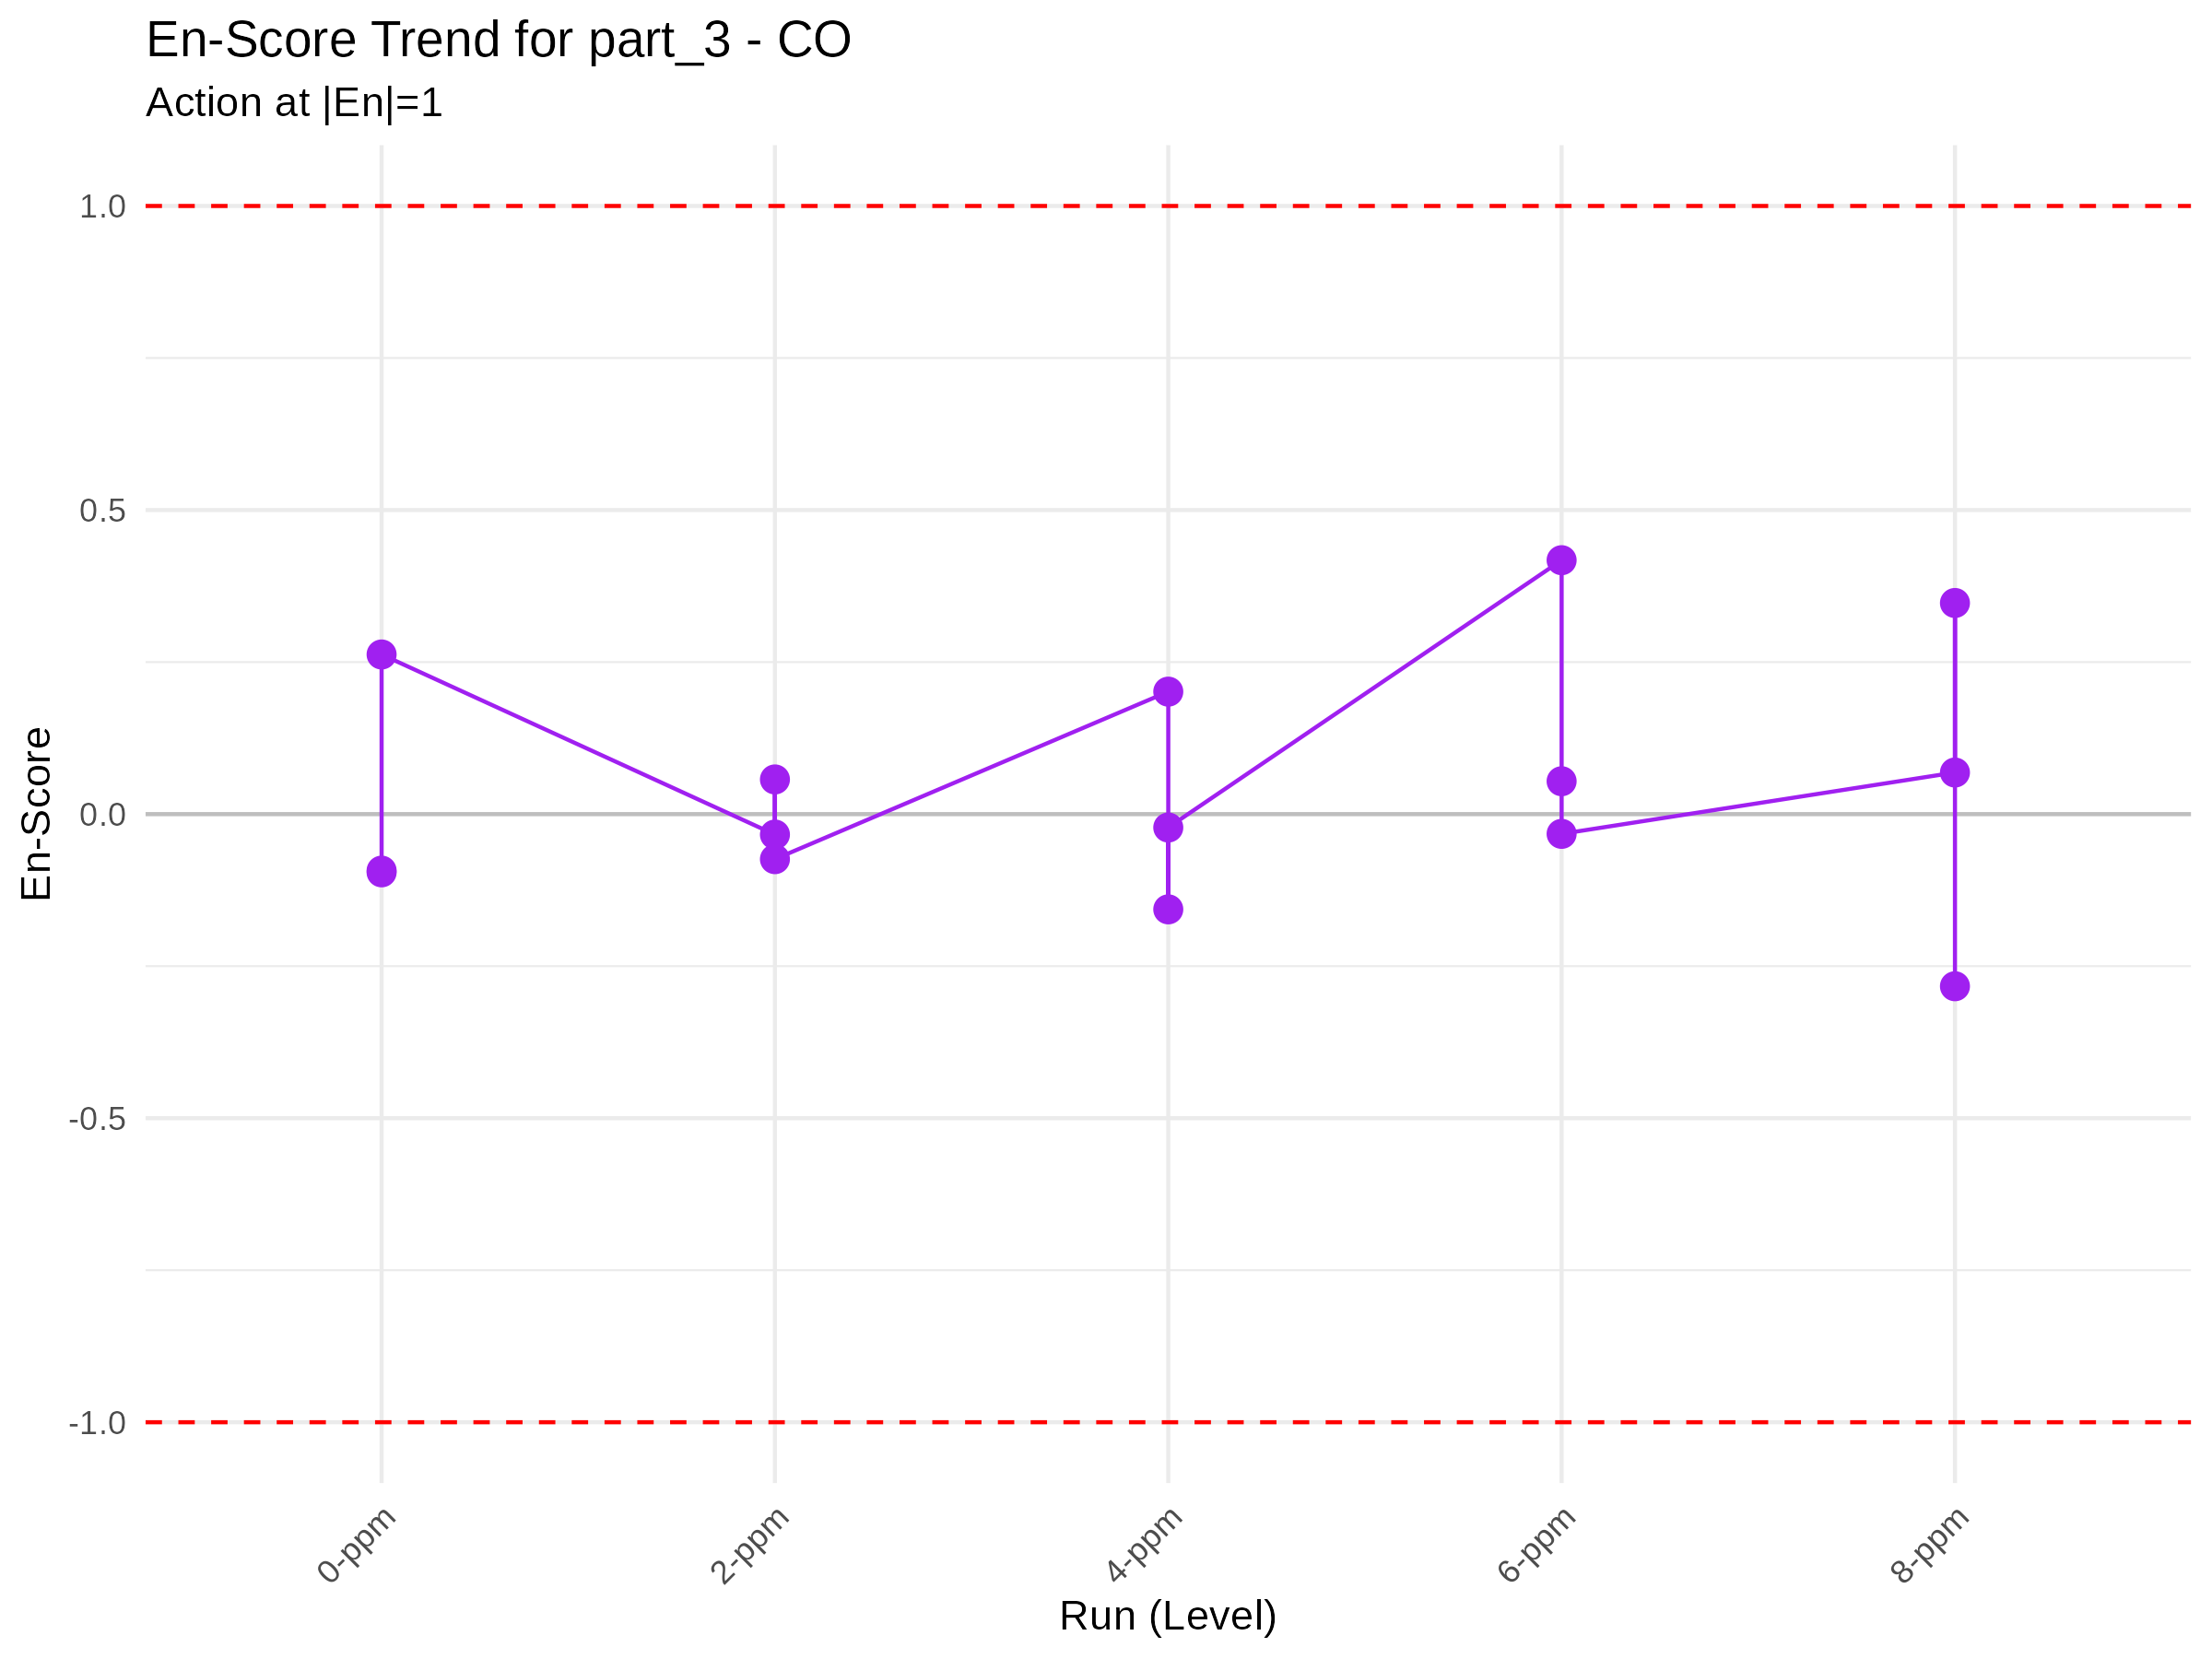 En-Score Trend for part_3 - CO
Action at |En|=1
1.0
0.5
0.0
-0.5
-1.0
En-Score
0-ppm
2-ppm
4-ppm
6-ppm
8-ppm
Run (Level)